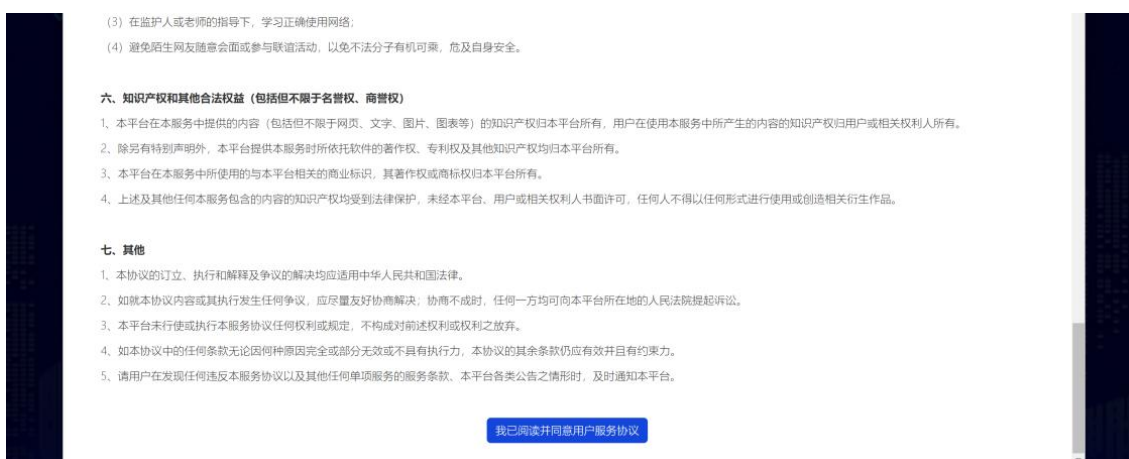 （3）在监护人或老师的指导下，学习正确使用网络；
（4）避免陌生网友随意会面或参与联谊活动，以免不法分子有机可乘，危及自身安全。
六、知识产权和其他合法权益（包括但不限于名誉权、商誉权）
1、本平台在本服务中提供的内容（包括但不限于网页、文字、图片、图表等）的知识产权归本平台所有，用户在使用本服务中所产生的内容的知识产权归用户或相关权利人所有。
2、除另有特别声明外，本平台提供本服务时所依托软件的著作权、专利权及其他知识产权均归本平台所有。
3、本平台在本服务中所使用的与本平台相关的商业标识，其著作权或商标权归本平台所有。
4、上述及其他任何本服务包含的内容的知识产权均受到法律保护，未经本平台、用户或相关权利人书面许可，任何人不得以任何形式进行使用或创造相关衍生作品。
七、其他
1、本协议的订立、执行和解释及争议的解决均应适用中华人民共和国法律。
2、如就本协议内容或其执行发生任何争议，应尽量友好协商解决；协商不成时，任何一方均可向本平台所在地的人民法院提起诉讼。
3、本平台未行使或执行本服务协议任何权利或规定，不构成对前述权利或权利之放弃。
4、如本协议中的任何条款无论因何种原因完全或部分无效或不具有执行力，本协议的其余条款仍应有效并且有约束力。
5、请用户在发现任何违反本服务协议以及其他任何单项服务的服务条款、本平台各类公告之情形时，及时通知本平台。
我已阅读并同意用户服务协议